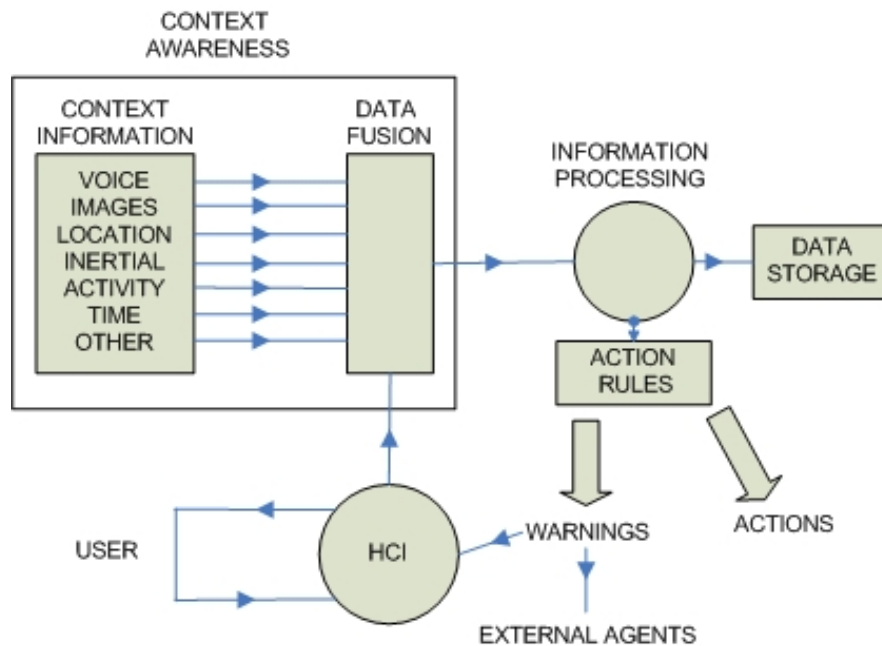 CONTEXT
AWARENESS
CONTEXT
INFORMATION
DATA
FUSION
VOICE
IMAGES
LOCATION
INERTIAL
ACTIVITY
TIME
OTHER
INFORMATION
PROCESSING
DATA
STORAGE
ACTION
RULES
WARNINGS
ACTIONS
USER
HCI
EXTERNAL AGENTS